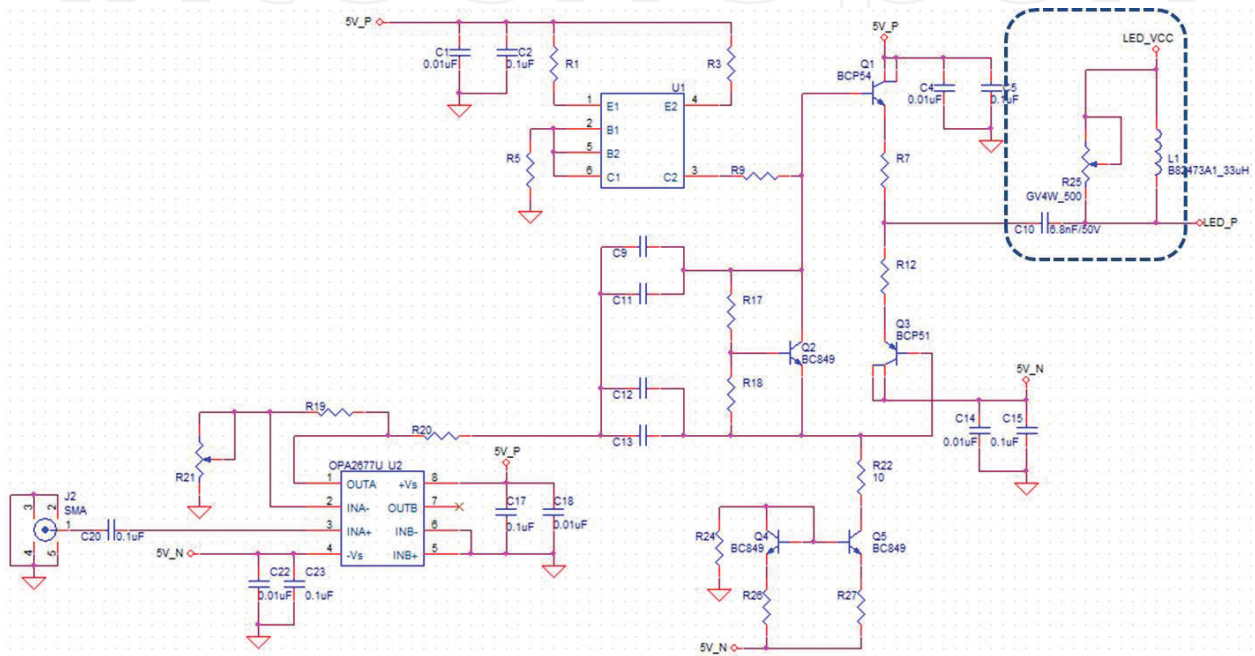 5V_P
C1
0.01uF
C2
0.1uF
R1
R3
U1
1
E1
E2
4
2
B1
5
B2
6
C1
C2
3
R5
R9
5V_P
Q1
BCP54
C4
0.01uF
C5
0.1uF
R7
LED_VCC
R25
GV4W_500
L1
B82473A1_33uH
C10
6.8nF/50V
LED_P
R12
Q3
BCP51
5V_N
C14
0.01uF
C15
0.1uF
C9
C11
R17
Q2
BC849
R18
C12
C13
R19
R20
R21
OPA2677U
U2
1
OUTA
+Vs
8
2
INA-
OUTB
7
3
INA+
INB-
6
4
-Vs
INB+
5
5V_P
C17
0.1uF
C18
0.01uF
J2
SMA
3
2
1
4
5
C20
0.1uF
5V_N
C22
0.01uF
C23
0.1uF
R22
10
R24
Q4
BC849
Q5
BC849
R26
R27
5V_N